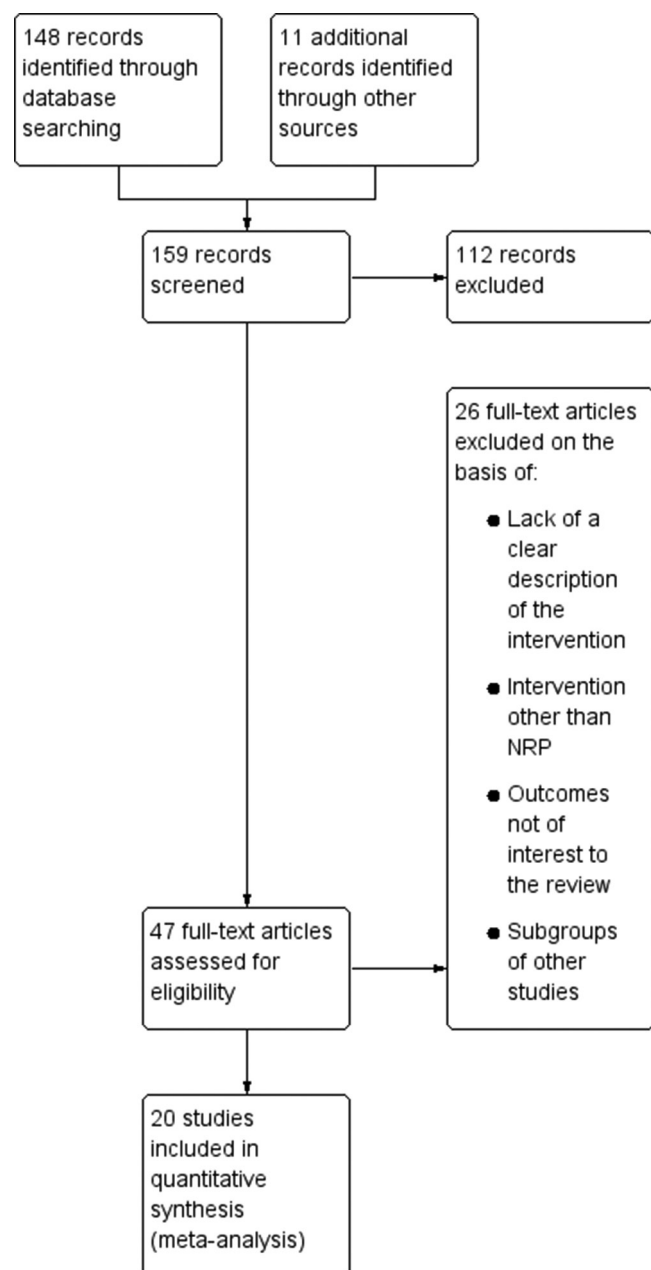 148 records
identified through
database
searching
11 additional
records identified
through other
sources
159 records
screened
112 records
excluded
26 full-text articles
excluded on the
basis of:
● Lack of a
clear
description
of the
intervention
● Intervention
other than
NRP
● Outcomes
not of
interest to
the review
● Subgroups
of other
studies
47 full-text articles
assessed for
eligibility
20 studies
included in
quantitative
synthesis
(meta-analysis)